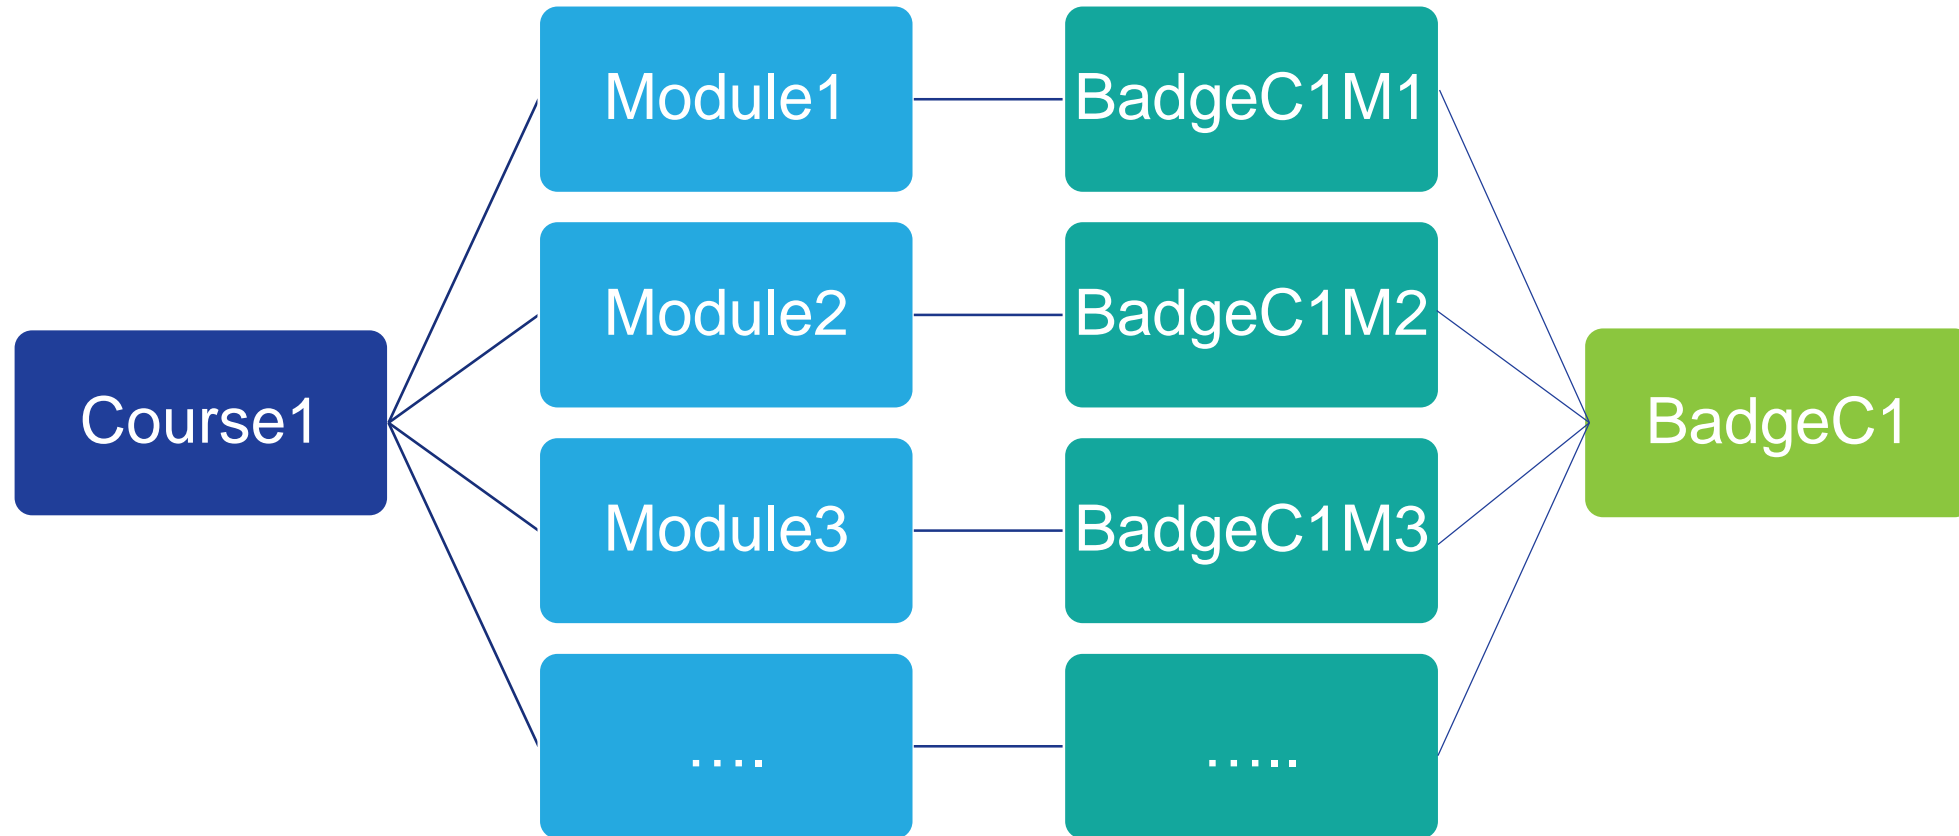 Module1
BadgeC1M1
Module2
BadgeC1M2
Course1
BadgeC1
Module3
BadgeC1M3
....
.....